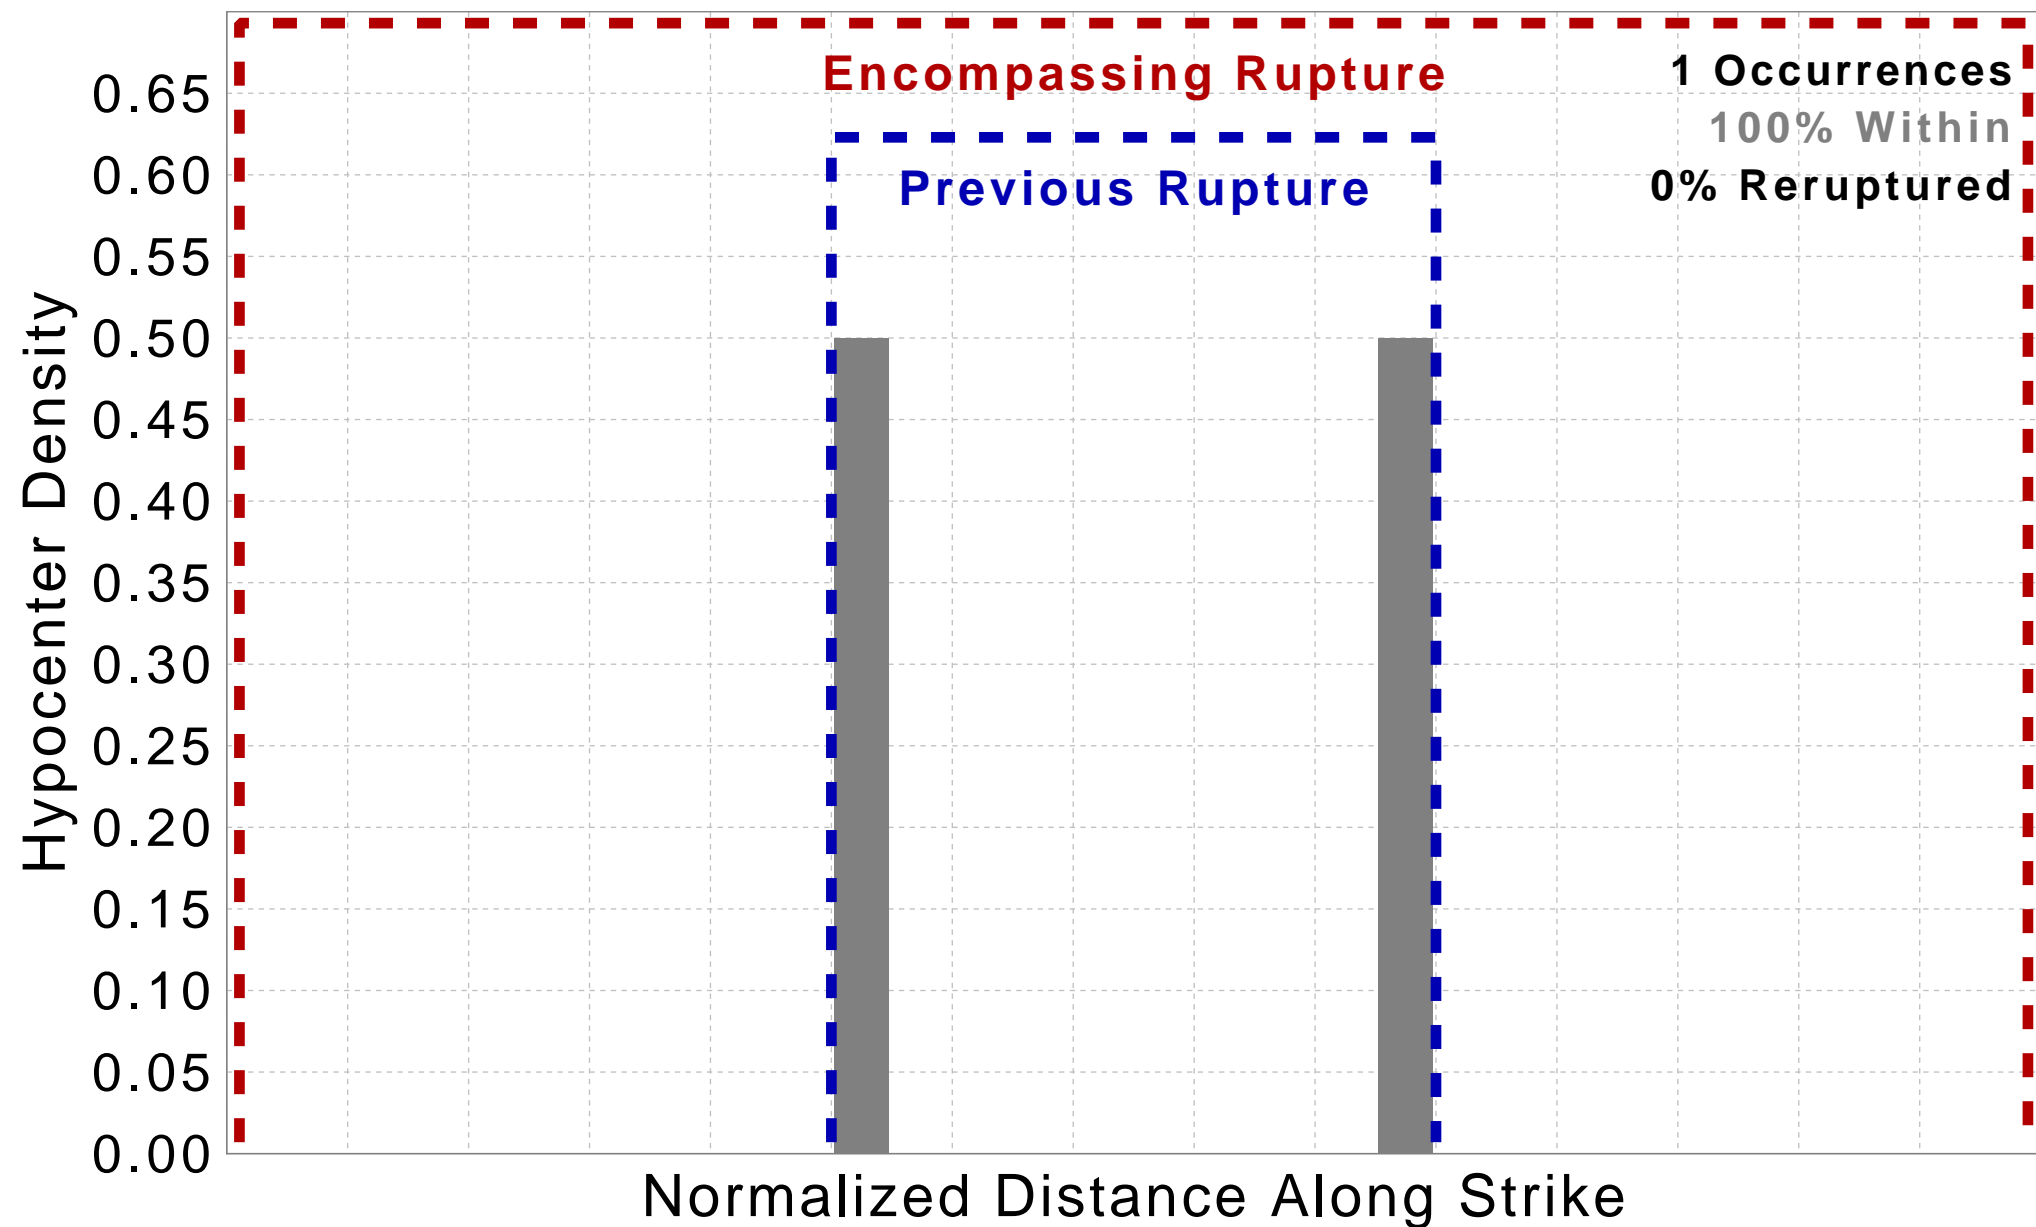 Encompassing Rupture
1 Occurrences
100% Within
0% Reruptured
Previous Rupture
Hypocenter Density
0.65
0.60
0.55
0.50
0.45
0.40
0.35
0.30
0.25
0.20
0.15
0.10
0.05
0.00
Normalized Distance Along Strike